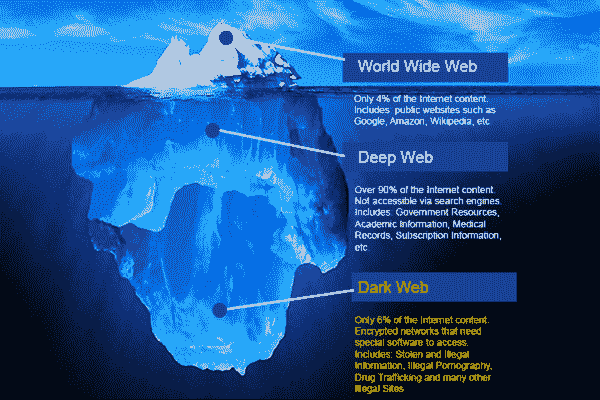 World Wide Web
Only 4% of the Internet content.
Includes: public websites such as
Google, Amazon, Wikipedia, etc
Deep Web
Over 90% of the Internet content.
Not accessible via search engines.
Includes: Government Resources,
Academic Information, Medical
Records, Subscription Information,
etc.
Dark Web
Only 6% of the Internet content.
Encrypted networks that need
special software to access.
Includes: Stolen and Illegal
Information, Illegal Pornography,
Drug Trafficking and many other
Illegal Sites